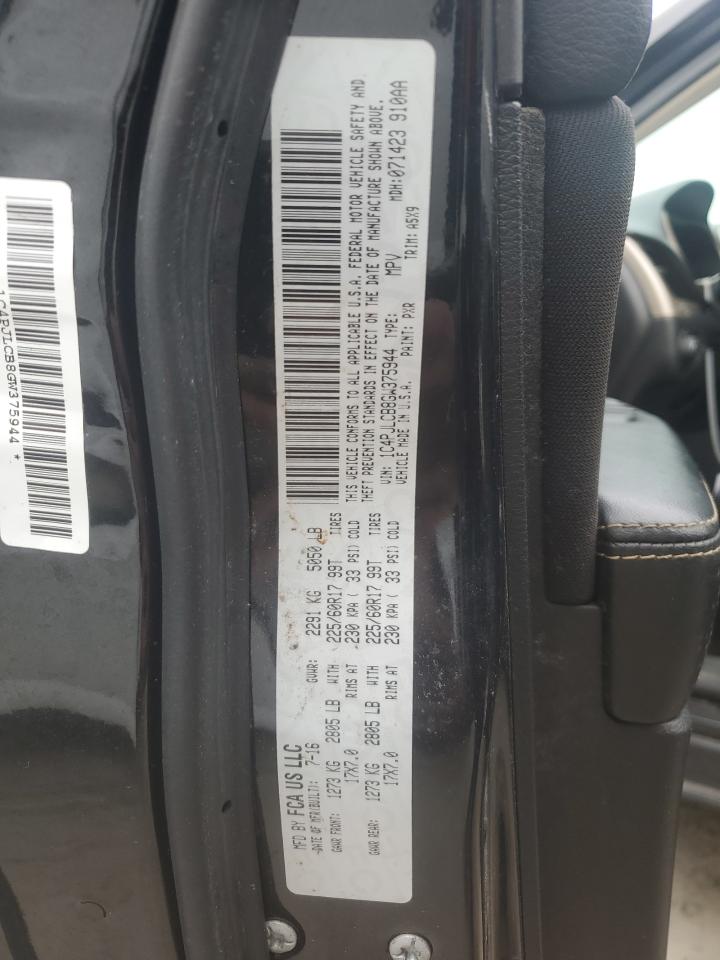 1C4PJLCB8GW375944 *
MFD BY FCA US LLC
DATE OF MFR(BUILT): 7-16 GVWR: 2291 KG 5050 LB
GAWR FRONT: 1273 KG 2805 LB WITH 225/60R17 99T TIRES
17X7.0 RIMS AT 230 KPA ( 33 PSI) COLD
GAWR REAR: 1273 KG 2805 LB WITH 225/60R17 99T TIRES
17X7.0 RIMS AT 230 KPA ( 33 PSI) COLD
THIS VEHICLE CONFORMS TO ALL APPLICABLE U.S.A. FEDERAL MOTOR VEHICLE SAFETY AND
THEFT PREVENTION STANDARDS IN EFFECT ON THE DATE OF MANUFACTURE SHOWN ABOVE.
VIN: 1C4PJLCB8GW375944 TYPE: MPV MDH:071423 910AA
VEHICLE MADE IN U.S.A. PAINT: PXR TRIM: A5X9